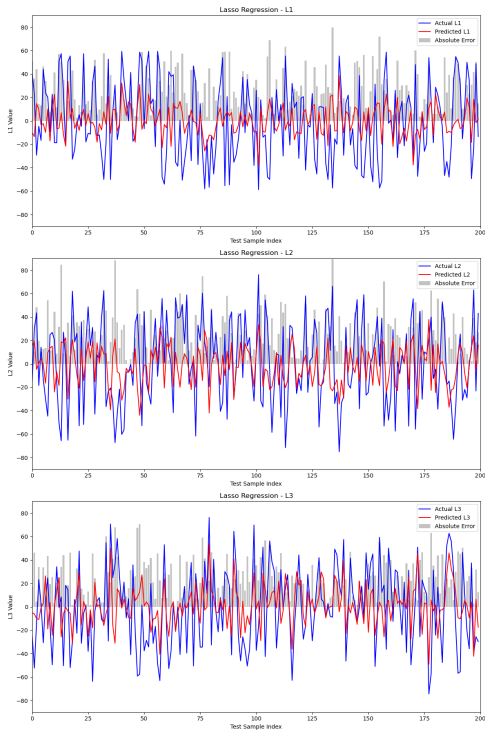 Lasso Regression - L1
Actual L1
Predicted L1
Absolute Error
80
60
40
20
0
−20
−40
−60
−80
L1 Value
0 25 50 75 100 125 150 175 200
Test Sample Index
Lasso Regression - L2
Actual L2
Predicted L2
Absolute Error
80
60
40
20
0
−20
−40
−60
−80
L2 Value
0 25 50 75 100 125 150 175 200
Test Sample Index
Lasso Regression - L3
Actual L3
Predicted L3
Absolute Error
80
60
40
20
0
−20
−40
−60
−80
L3 Value
0 25 50 75 100 125 150 175 200
Test Sample Index